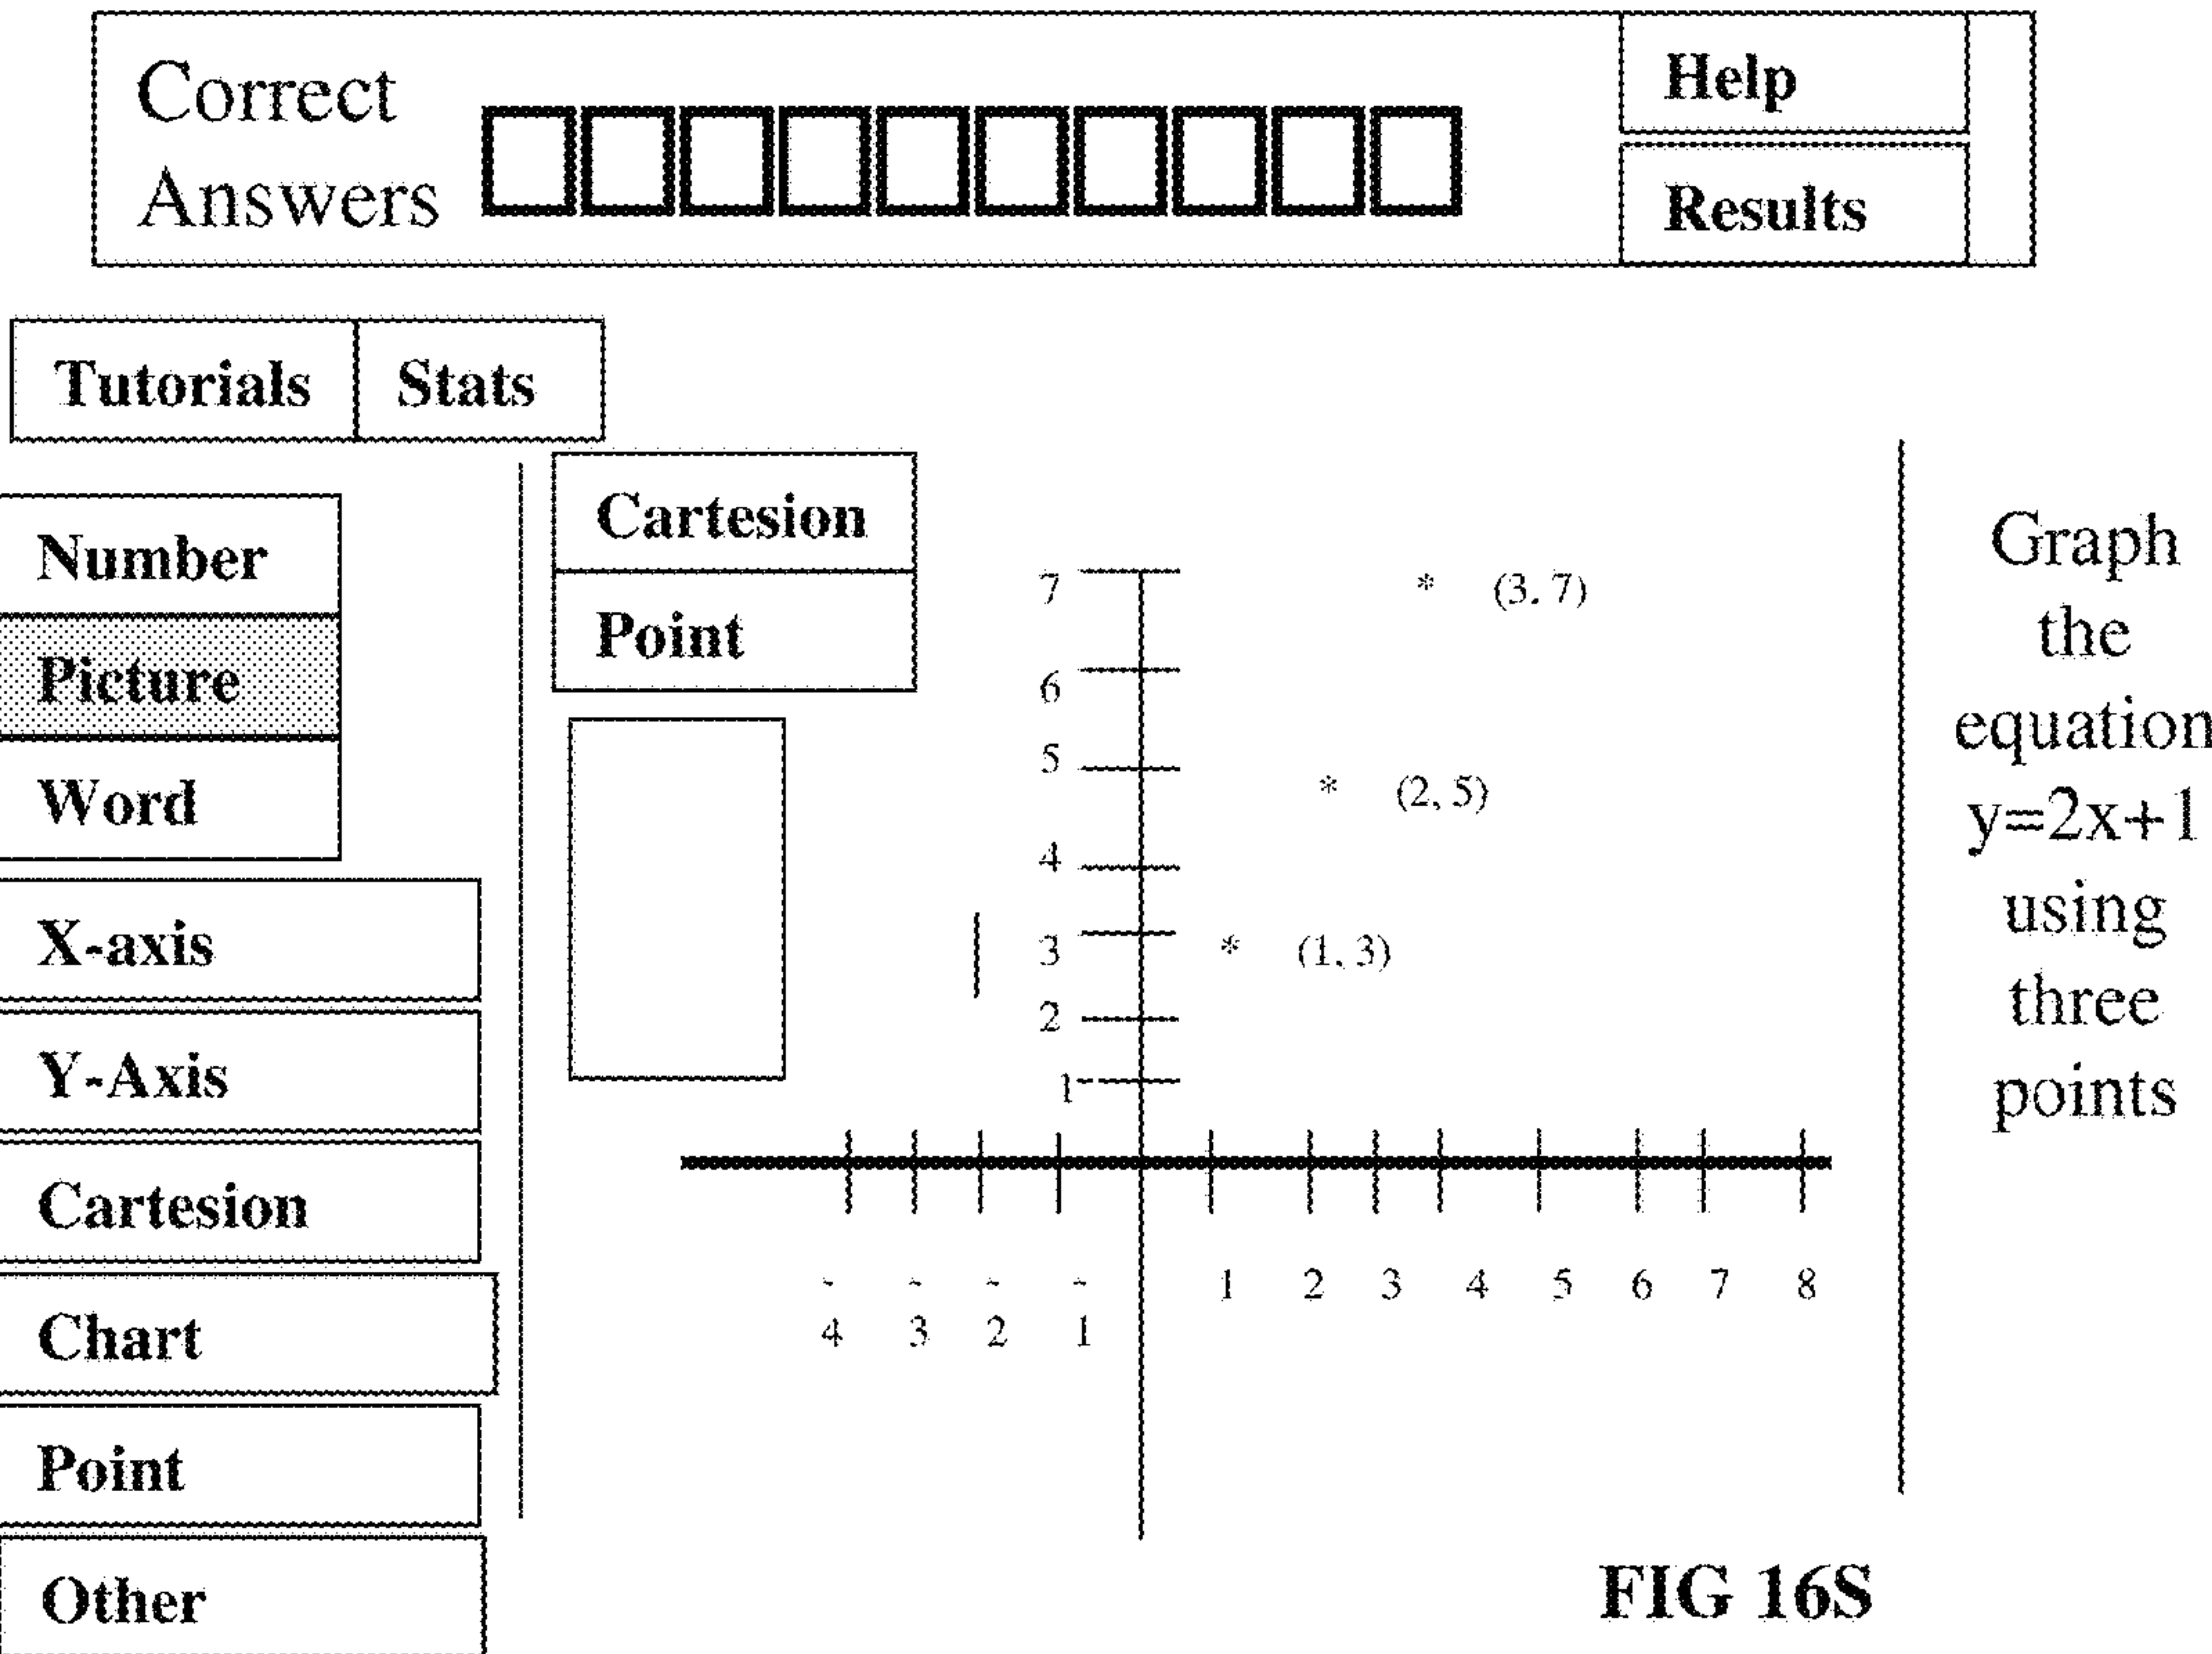 Correct
Answers
Help
Results
Tutorials
Stats
Number
Picture
Word
X-axis
Y-Axis
Cartesion
Chart
Point
Other
Cartesion
Point
7
6
5
4
3
2
1
* (3. 7)
* (2, 5)
* (1, 3)
- - - -
4 3 2 1
1 2 3 4 5 6 7 8
Graph
the
equation
y=2x+1
using
three
points
FIG 16S